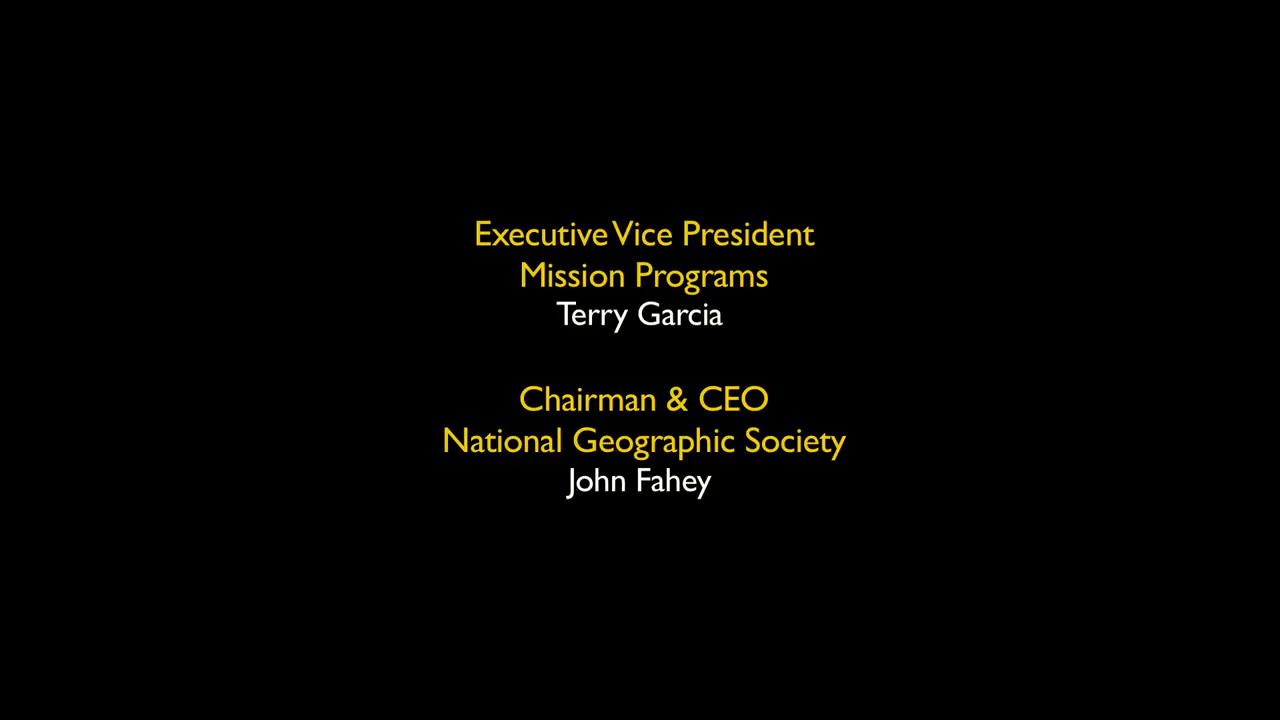 Executive Vice President
Mission Programs
Terry Garcia
Chairman & CEO
National Geographic Society
John Fahey